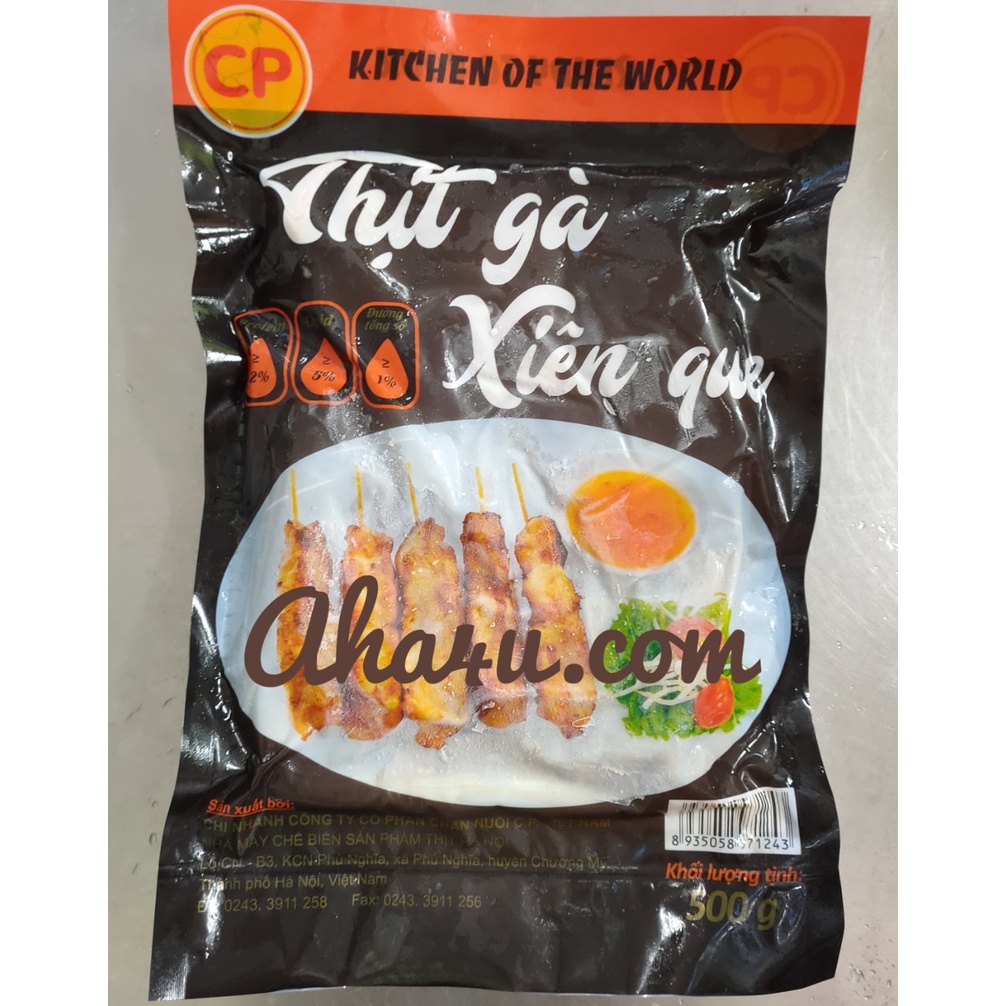 CP
KITCHEN OF THE WORLD
Thịt gà
Xiên que
Đường
tổng số
≥
≥
5%
≥
1%
Aha4u.com
Sản xuất bởi:
CHI NHÁNH CÔNG TY CỔ PHẦN CHĂN NUÔI C.P. VIỆT NAM
NHÀ MÁY CHẾ BIẾN SẢN PHẨM THỊT HÀ NỘI
Lô CN - B3, KCN Phú Nghĩa, xã Phú Nghĩa, huyện Chương Mỹ,
Thành phố Hà Nội, Việt Nam
0243. 3911 258 Fax: 0243. 3911 256
8 935058 671243
Khối lượng tịnh:
500 g